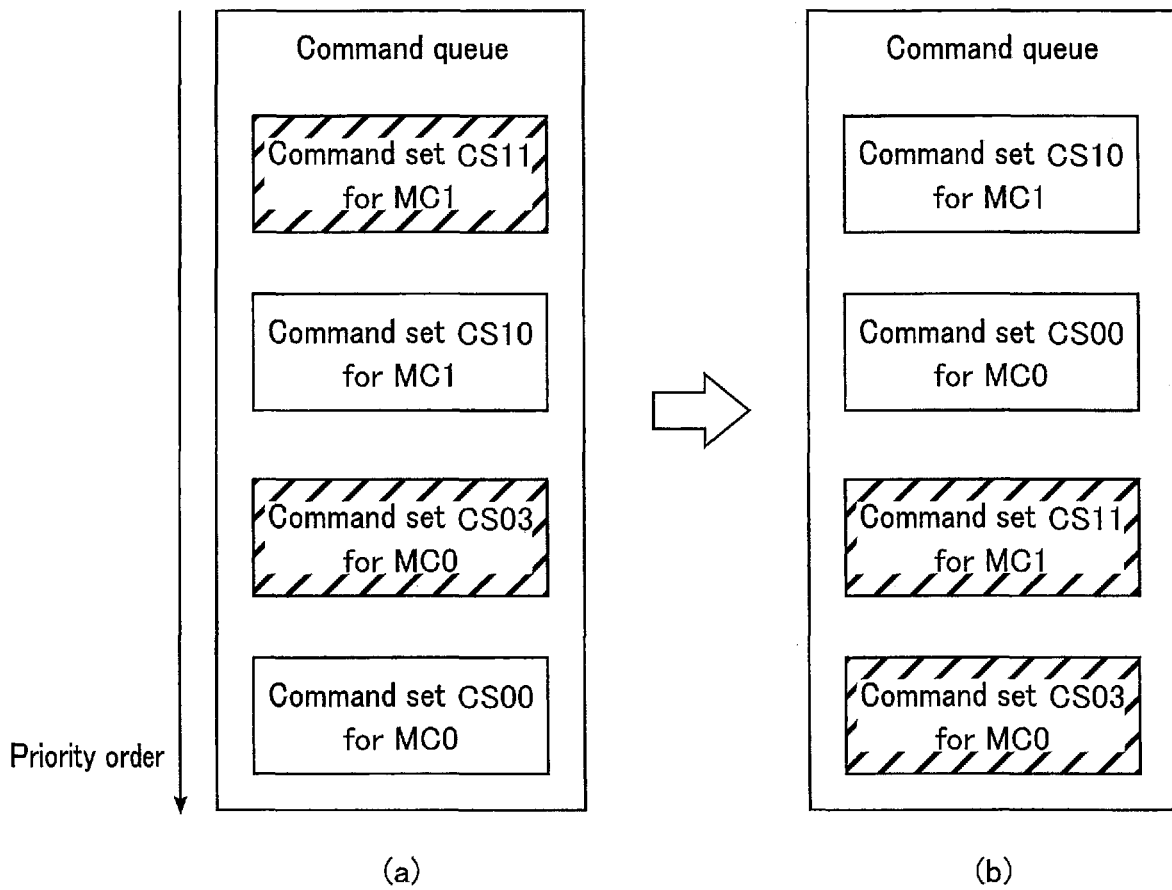 Command queue
Command set CS11
for MC1
Command set CS10
for MC1
Command set CS03
for MC0
Command set CS00
for MC0
Priority order
(a)
Command queue
Command set CS10
for MC1
Command set CS00
for MC0
Command set CS11
for MC1
Command set CS03
for MC0
(b)